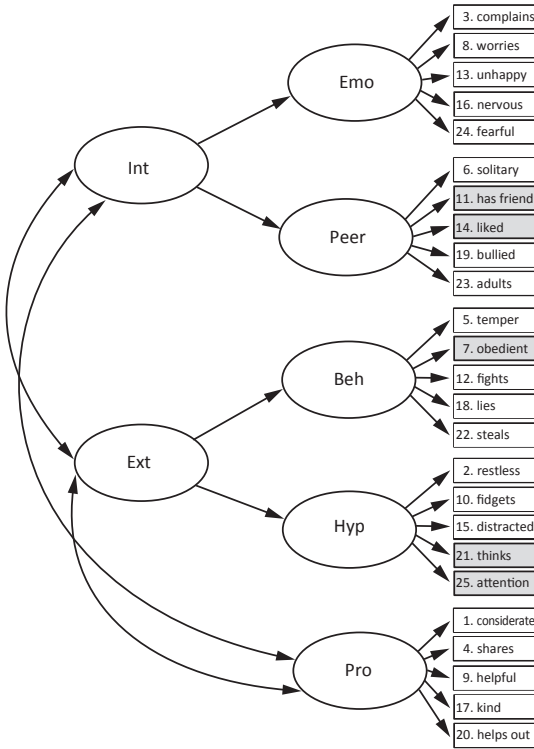 3. complains
8. worries
13. unhappy
16. nervous
24. fearful
Emo
Int
6. solitary
11. has friend
14. liked
19. bullied
23. adults
Peer
5. temper
7. obedient
12. fights
18. lies
22. steals
Beh
Ext
2. restless
10. fidgets
15. distracted
21. thinks
25. attention
Hyp
1. considerate
4. shares
9. helpful
17. kind
20. helps out
Pro